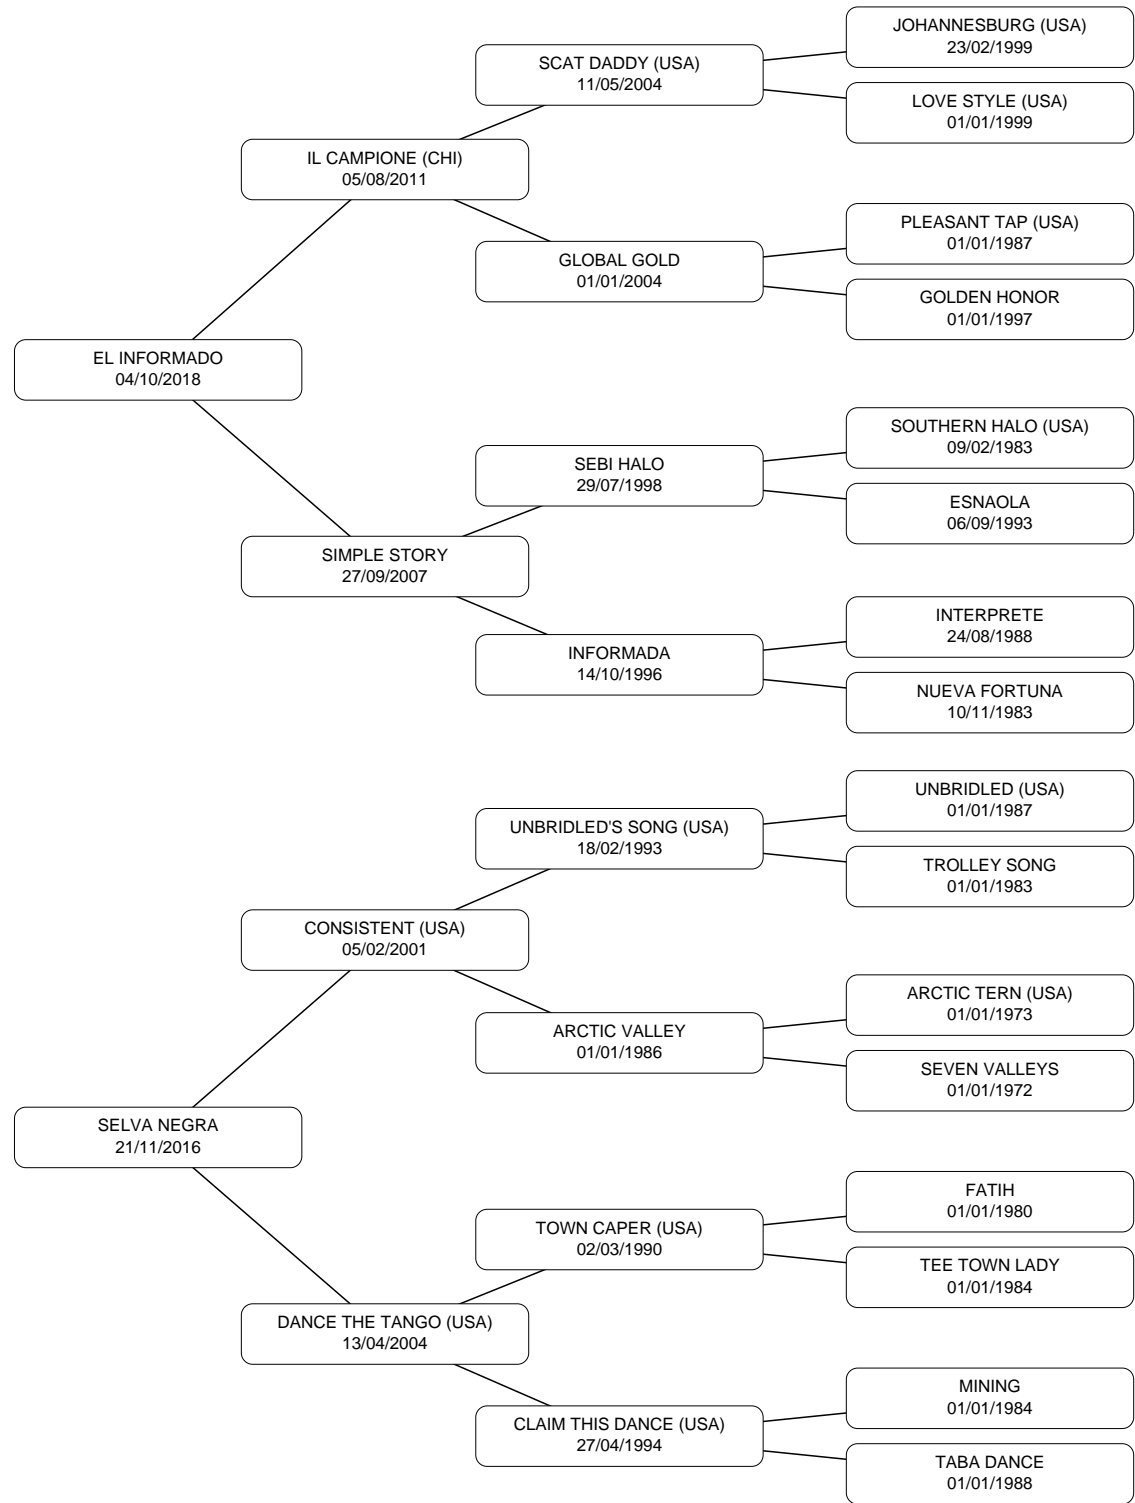 JOHANNESBURG (USA)
23/02/1999
SCAT DADDY (USA)
11/05/2004
LOVE STYLE (USA)
01/01/1999
IL CAMPIONE (CHI)
05/08/2011
PLEASANT TAP (USA)
01/01/1987
GLOBAL GOLD
01/01/2004
GOLDEN HONOR
01/01/1997
EL INFORMADO
04/10/2018
SOUTHERN HALO (USA)
09/02/1983
SEBI HALO
29/07/1998
ESNAOLA
06/09/1993
SIMPLE STORY
27/09/2007
INTERPRETE
24/08/1988
INFORMADA
14/10/1996
NUEVA FORTUNA
10/11/1983
UNBRIDLED (USA)
01/01/1987
UNBRIDLED'S SONG (USA)
18/02/1993
TROLLEY SONG
01/01/1983
CONSISTENT (USA)
05/02/2001
ARCTIC TERN (USA)
01/01/1973
ARCTIC VALLEY
01/01/1986
SEVEN VALLEYS
01/01/1972
SELVA NEGRA
21/11/2016
FATIH
01/01/1980
TOWN CAPER (USA)
02/03/1990
TEE TOWN LADY
01/01/1984
DANCE THE TANGO (USA)
13/04/2004
MINING
01/01/1984
CLAIM THIS DANCE (USA)
27/04/1994
TABA DANCE
01/01/1988